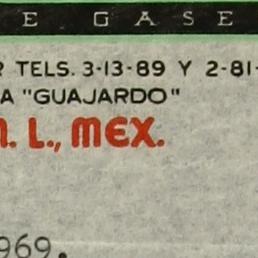 E GASE
R TELS. 3-13-89 Y 2-81-
A "GUAJARDO"
N. L., MEX.
969.